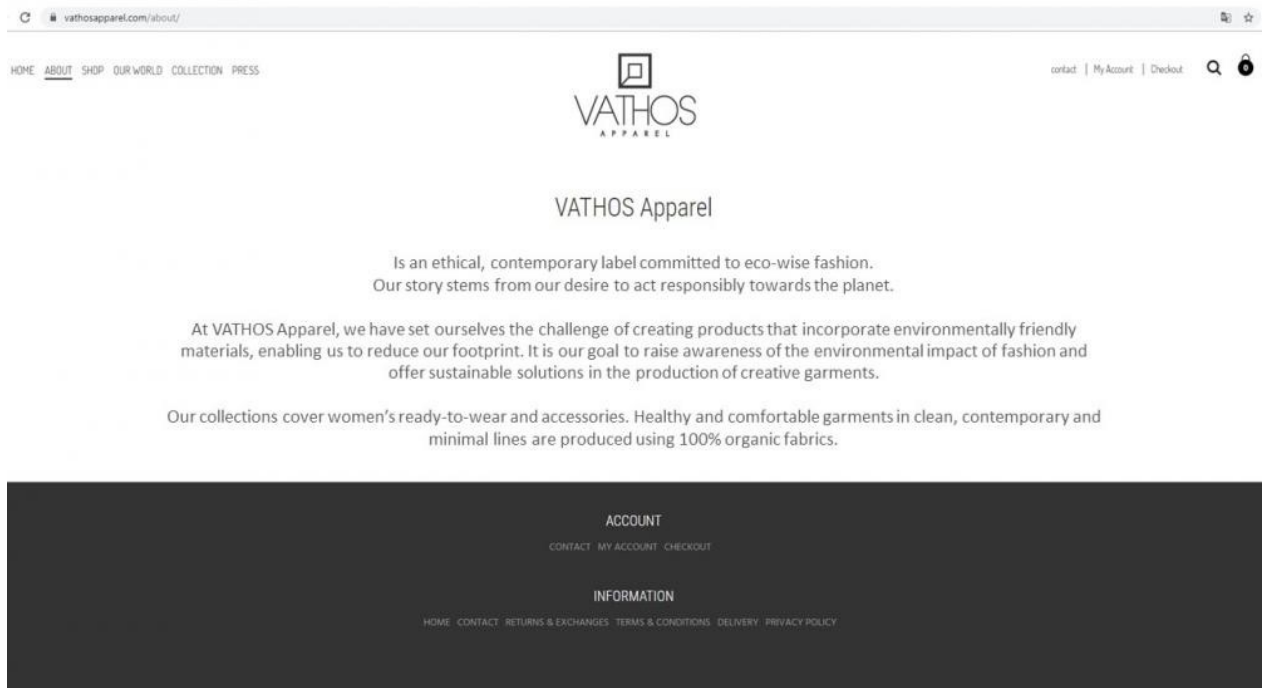 vathosapparel.com/about/
HOME ABOUT SHOP OUR WORLD COLLECTION PRESS
contact | My Account | Checkout
0
VATHOS
APPAREL
VATHOS Apparel
Is an ethical, contemporary label committed to eco-wise fashion.
Our story stems from our desire to act responsibly towards the planet.
At VATHOS Apparel, we have set ourselves the challenge of creating products that incorporate environmentally friendly
materials, enabling us to reduce our footprint. It is our goal to raise awareness of the environmental impact of fashion and
offer sustainable solutions in the production of creative garments.
Our collections cover women's ready-to-wear and accessories. Healthy and comfortable garments in clean, contemporary and
minimal lines are produced using 100% organic fabrics.
ACCOUNT
CONTACT MY ACCOUNT CHECKOUT
INFORMATION
HOME CONTACT RETURNS & EXCHANGES TERMS & CONDITIONS DELIVERY PRIVACY POLICY